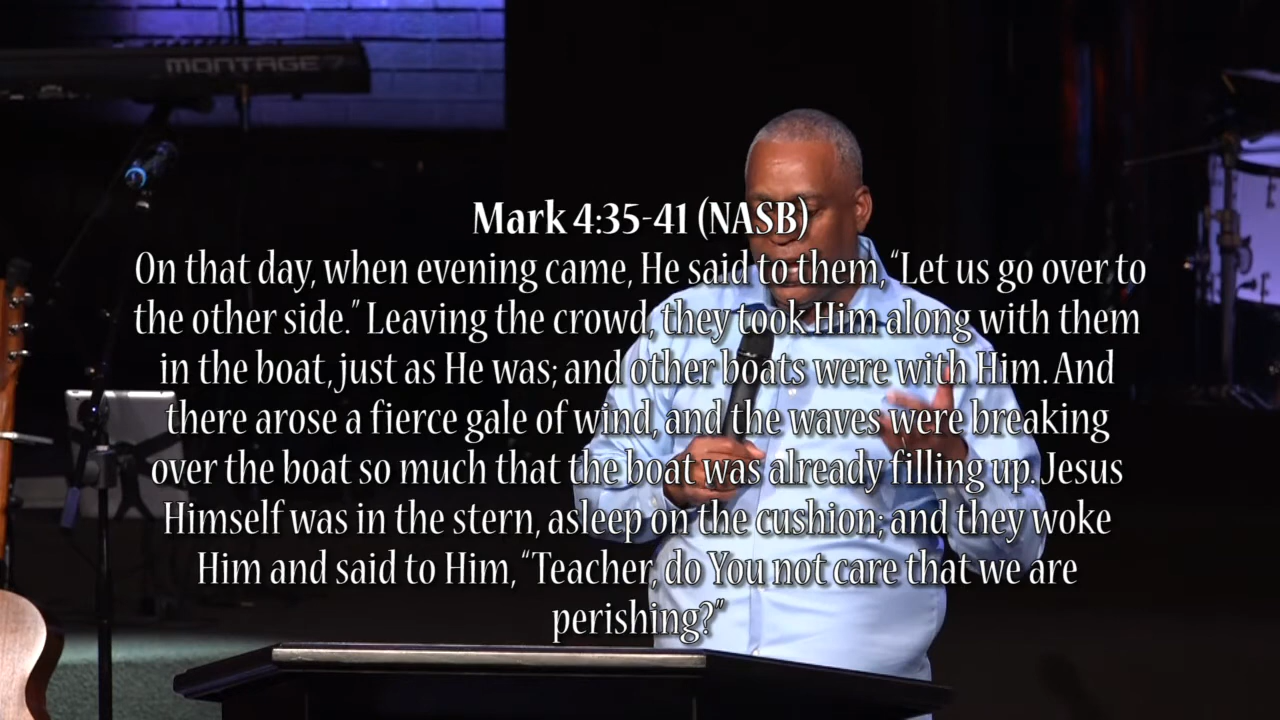 MONTAGE 7
Mark 4:35-41 (NASB)
On that day, when evening came, He said to them, “Let us go over to
the other side.” Leaving the crowd, they took Him along with them
in the boat, just as He was; and other boats were with Him. And
there arose a fierce gale of wind, and the waves were breaking
over the boat so much that the boat was already filling up. Jesus
Himself was in the stern, asleep on the cushion; and they woke
Him and said to Him, “Teacher, do You not care that we are
perishing?”